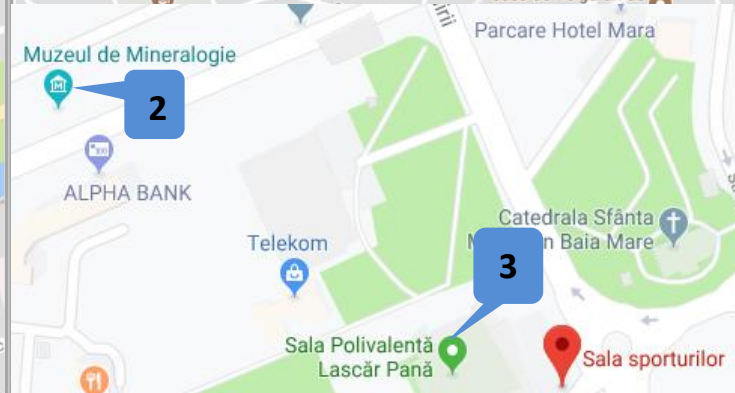 Parcare Hotel Mara
Muzeul de Mineralogie
2
ALPHA BANK
Catedrala Sfânta
n Baia Mare
Telekom
3
Sala Polivalentă
Lascăr Pană
Sala sporturilor